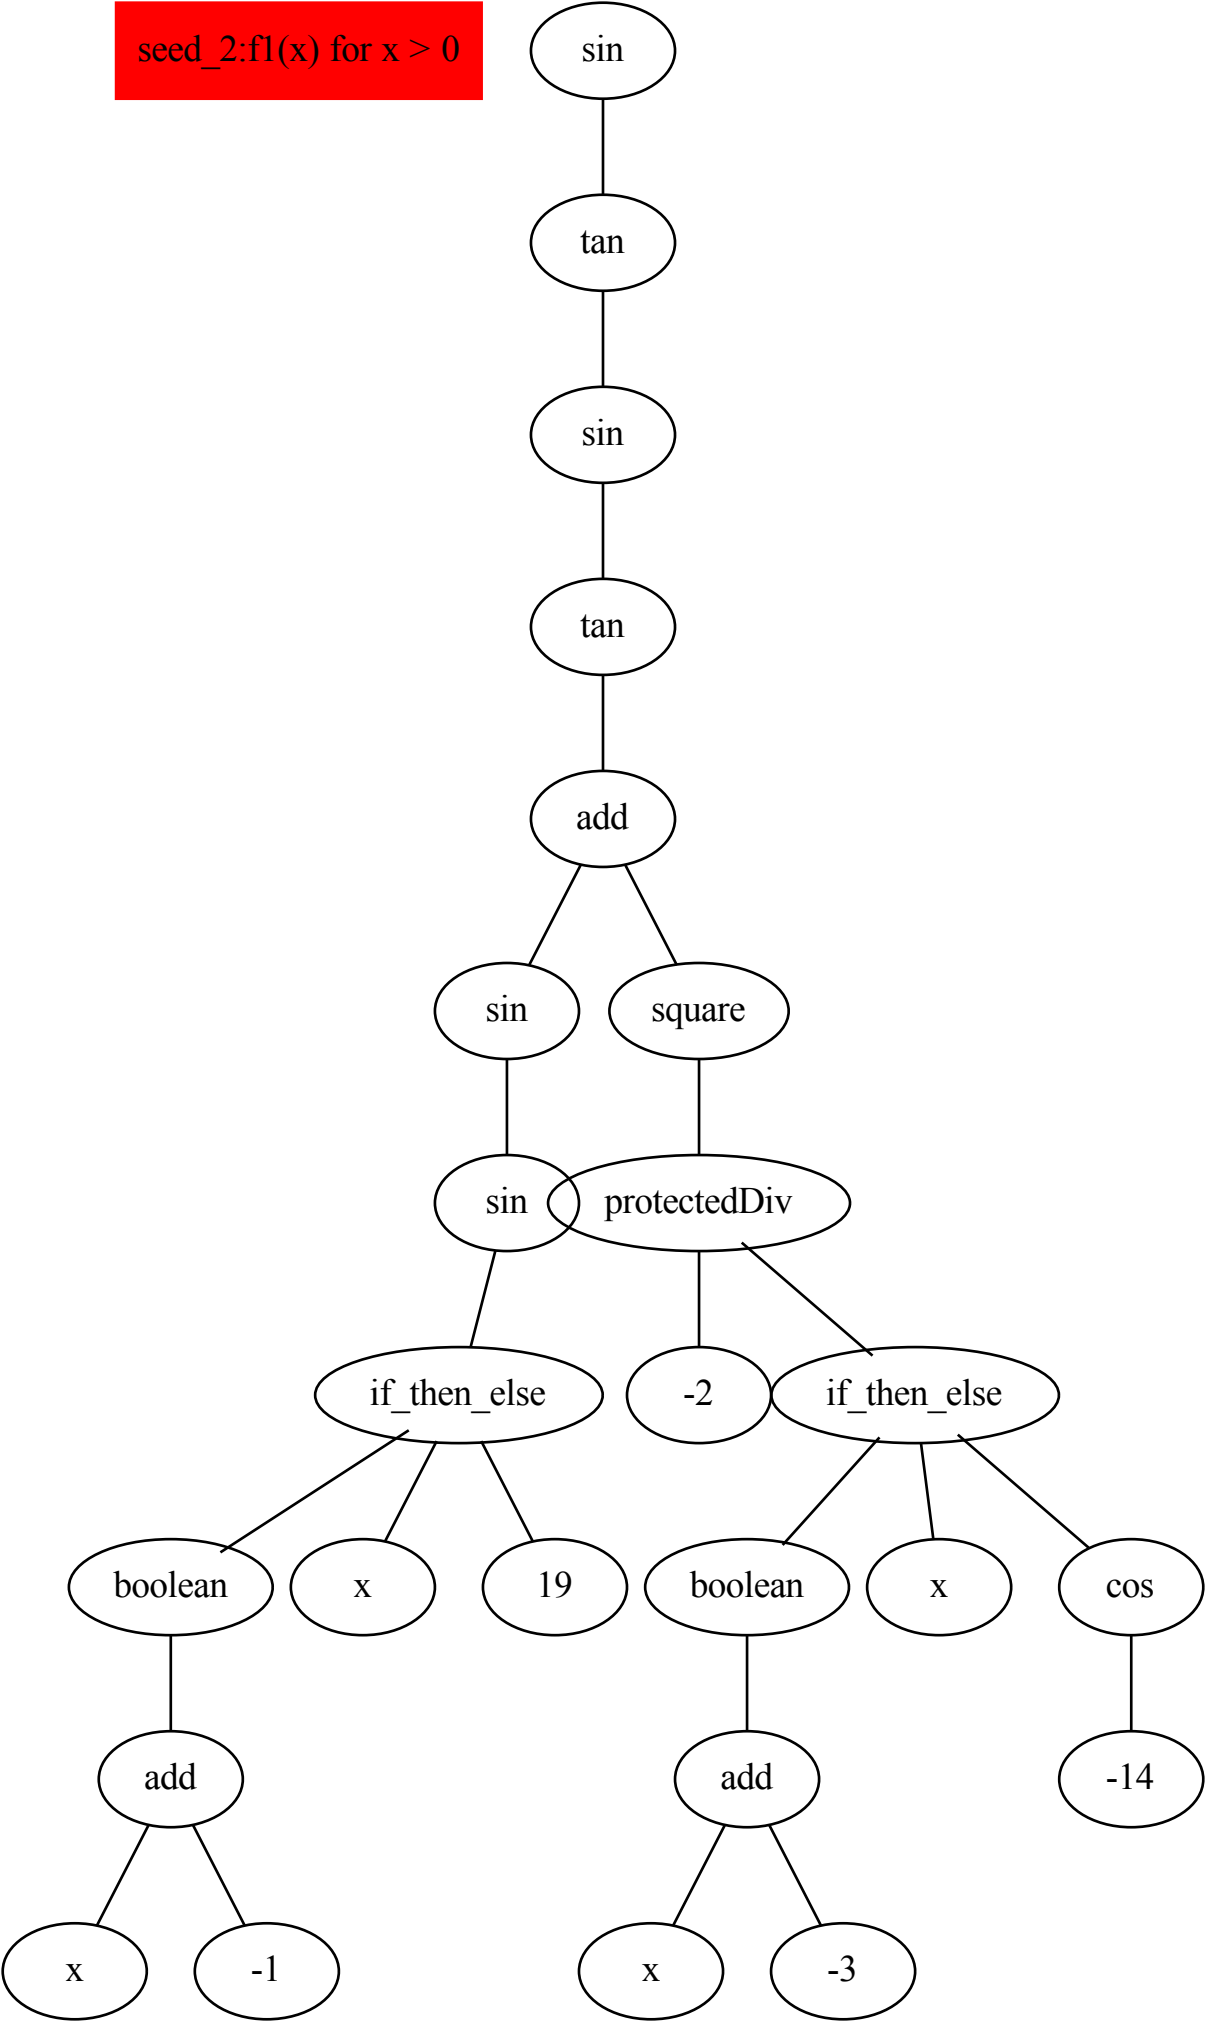 seed_2:f1(x) for x > 0
sin
tan
sin
tan
add
sin
square
sin
protectedDiv
if_then_else
-2
if_then_else
boolean
x
19
boolean
x
cos
add
add
-14
x
-1
x
-3